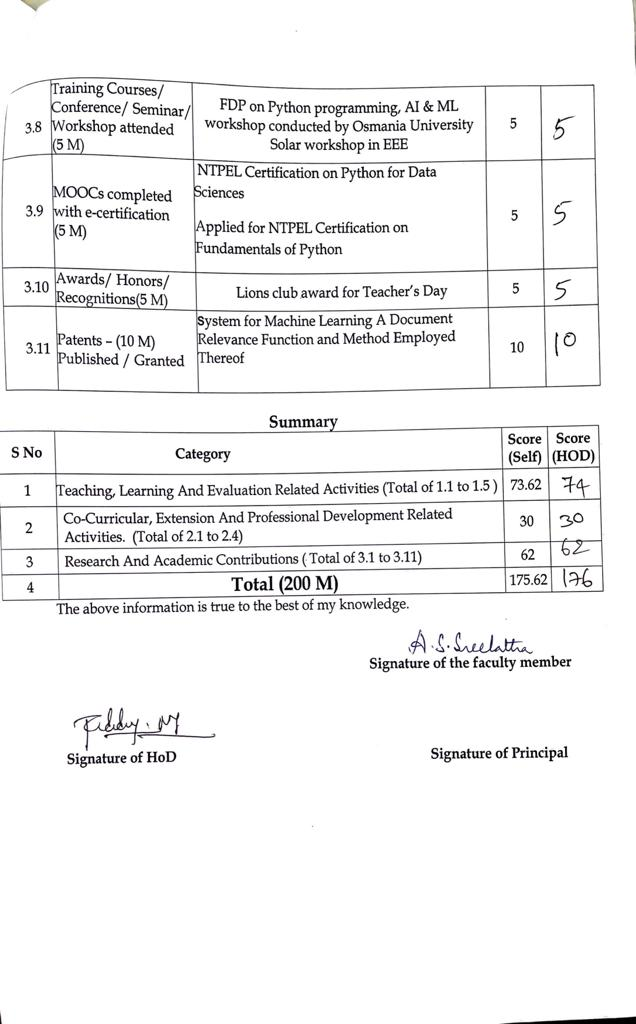 Training Courses/
Conference/ Seminar/
3.8 Workshop attended
(5 M)
FDP on Python programming, AI & ML
workshop conducted by Osmania University
Solar workshop in EEE
5 5
MOOCs completed
3.9 with e-certification
(5 M)
NTPEL Certification on Python for Data
Sciences
Applied for NTPEL Certification on
Fundamentals of Python
5 5
3.10 Awards/ Honors/
Recognitions(5 M)
Lions club award for Teacher's Day
5 5
3.11 Patents – (10 M)
Published / Granted
System for Machine Learning A Document
Relevance Function and Method Employed
Thereof
10 10
Summary
S No Category Score (Self) Score (HOD)
1 Teaching, Learning And Evaluation Related Activities (Total of 1.1 to 1.5 ) 73.62 74
2 Co-Curricular, Extension And Professional Development Related
Activities. (Total of 2.1 to 2.4) 30 30
3 Research And Academic Contributions ( Total of 3.1 to 3.11) 62 62
4 Total (200 M) 175.62 176
The above information is true to the best of my knowledge.
A. S. Sreelatha
Signature of the faculty member
Signature of HoD
Signature of Principal